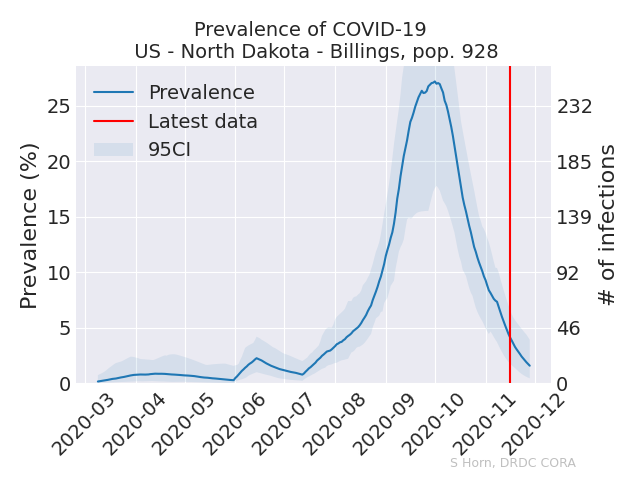 Prevalence of COVID-19
US - North Dakota - Billings, pop. 928
Prevalence
Latest data
95CI
Prevalence (%)
25
20
15
10
5
0
232
185
139
92
46
0
# of infections
2020-03
2020-04
2020-05
2020-06
2020-07
2020-08
2020-09
2020-10
2020-11
2020-12
S Horn, DRDC CORA